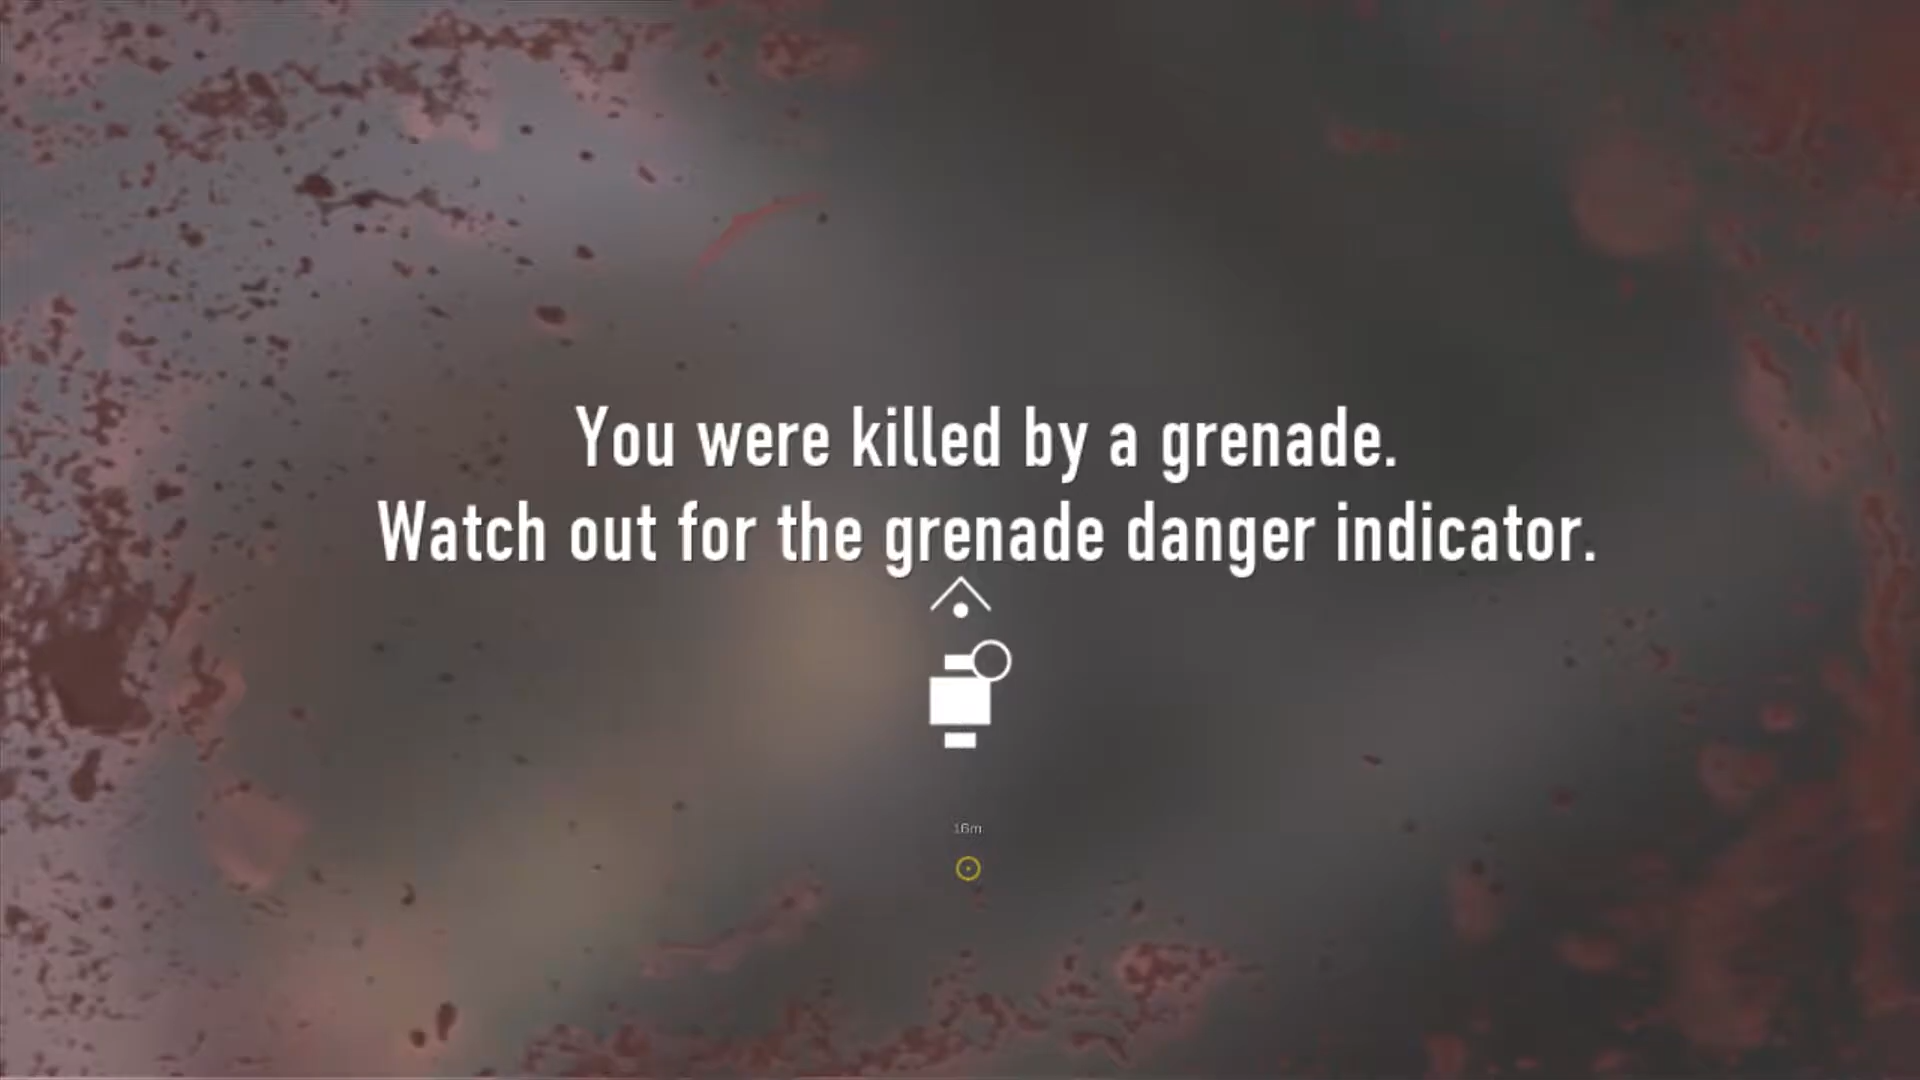 You were killed by a grenade.
Watch out for the grenade danger indicator.
16m